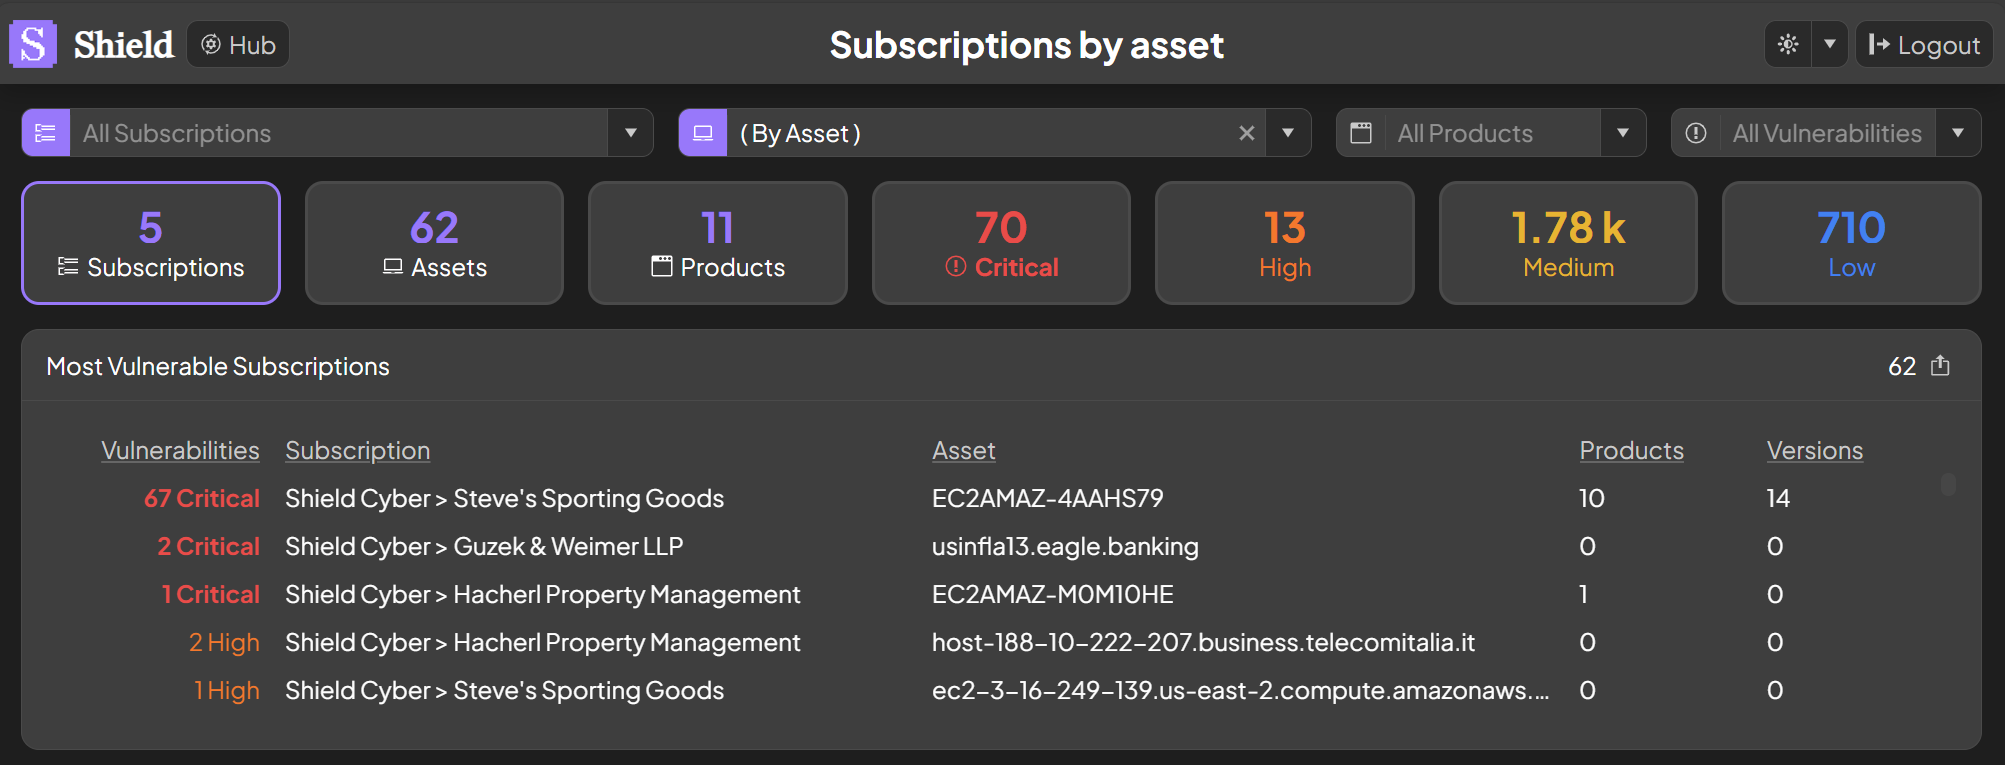 S Shield Hub Subscriptions by asset Logout
All Subscriptions (By Asset) All Products All Vulnerabilities
5 62 11 70 13 1.78 k 710
Subscriptions Assets Products Critical High Medium Low
Most Vulnerable Subscriptions 62
Vulnerabilities Subscription Asset Products Versions
67 Critical Shield Cyber > Steve's Sporting Goods EC2AMAZ-4AAHS79 10 14
2 Critical Shield Cyber > Guzek & Weimer LLP usinfla13.eagle.banking 0 0
1 Critical Shield Cyber > Hacherl Property Management EC2AMAZ-M0M10HE 1 0
2 High Shield Cyber > Hacherl Property Management host-188-10-222-207.business.telecomitalia.it 0 0
1 High Shield Cyber > Steve's Sporting Goods ec2-3-16-249-139.us-east-2.compute.amazonaws.... 0 0